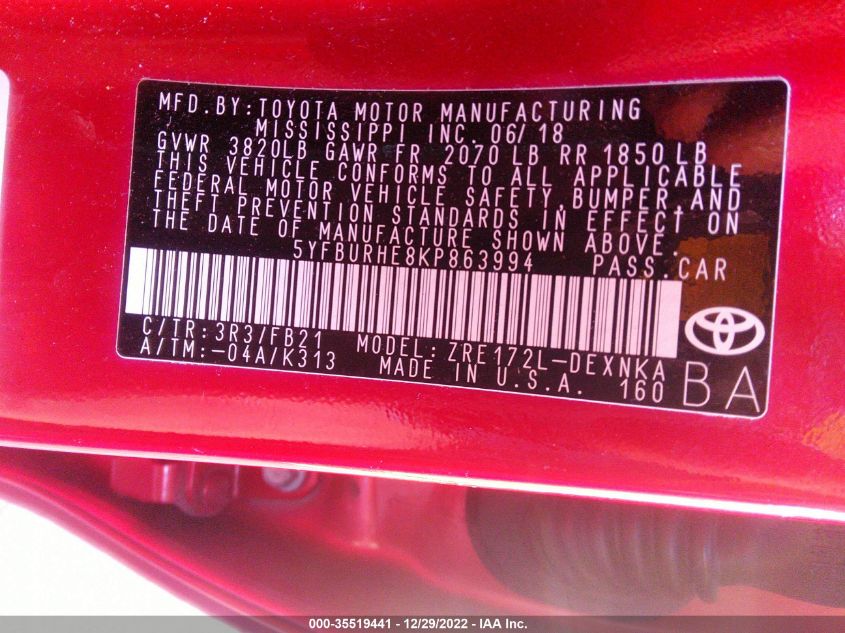 MFD.BY:TOYOTA MOTOR MANUFACTURING
MISSISSIPPI INC. 06/18
GVWR 3820LB GAWR FR 2070 LB RR 1850 LB
THIS VEHICLE CONFORMS TO ALL APPLICABLE
FEDERAL MOTOR VEHICLE SAFETY,BUMPER,AND
THEFT PREVENTION STANDARDS IN EFFECT ON
THE DATE OF MANUFACTURE SHOWN ABOVE.
5YFBURHE8KP863994 PASS.CAR
C/TR:3R3/FB21 MODEL:ZRE172L-DEXNKA
A/TM:-04A/K313 MADE IN U.S.A. 160
BA
000-35519441 - 12/29/2022 - IAA Inc.